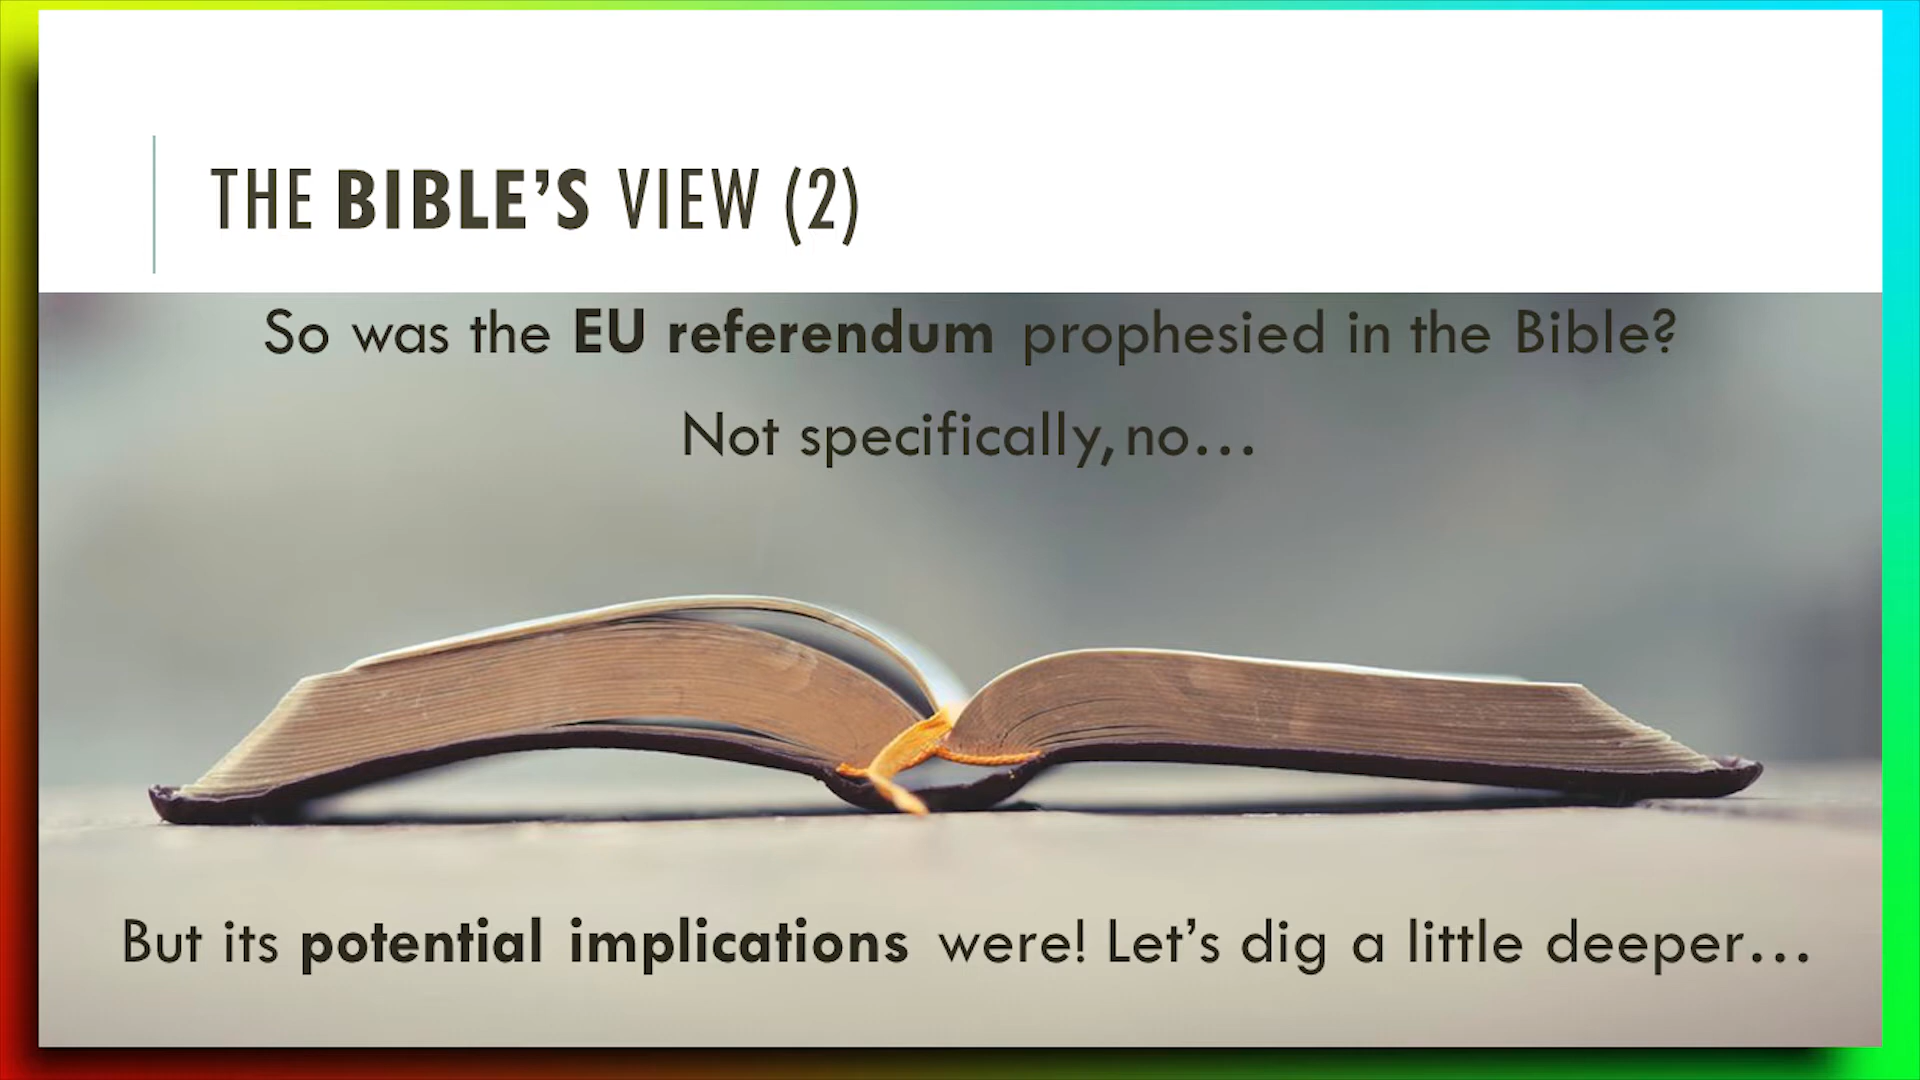 THE BIBLE’S VIEW (2)
So was the EU referendum prophesied in the Bible?
Not specifically, no…
But its potential implications were! Let’s dig a little deeper…